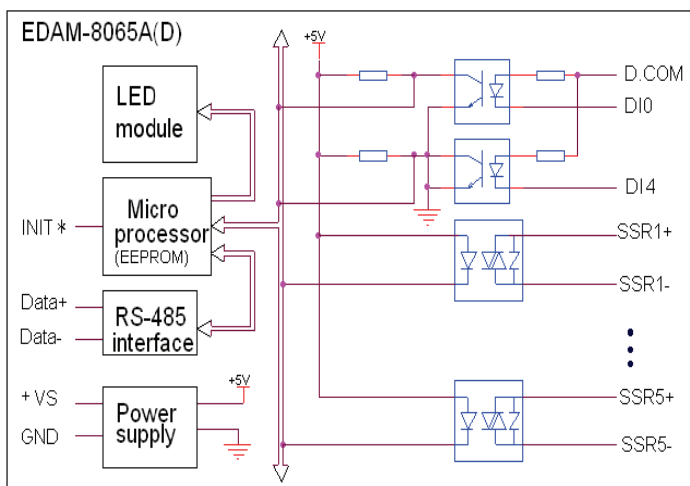 EDAM-8065A(D)
LED
module
Micro
processor
(EEPROM)
INIT*
Data+
Data-
RS-485
interface
+VS
GND
Power
supply
+5V
+5V
D.COM
DI0
DI4
SSR1+
SSR1-
SSR5+
SSR5-